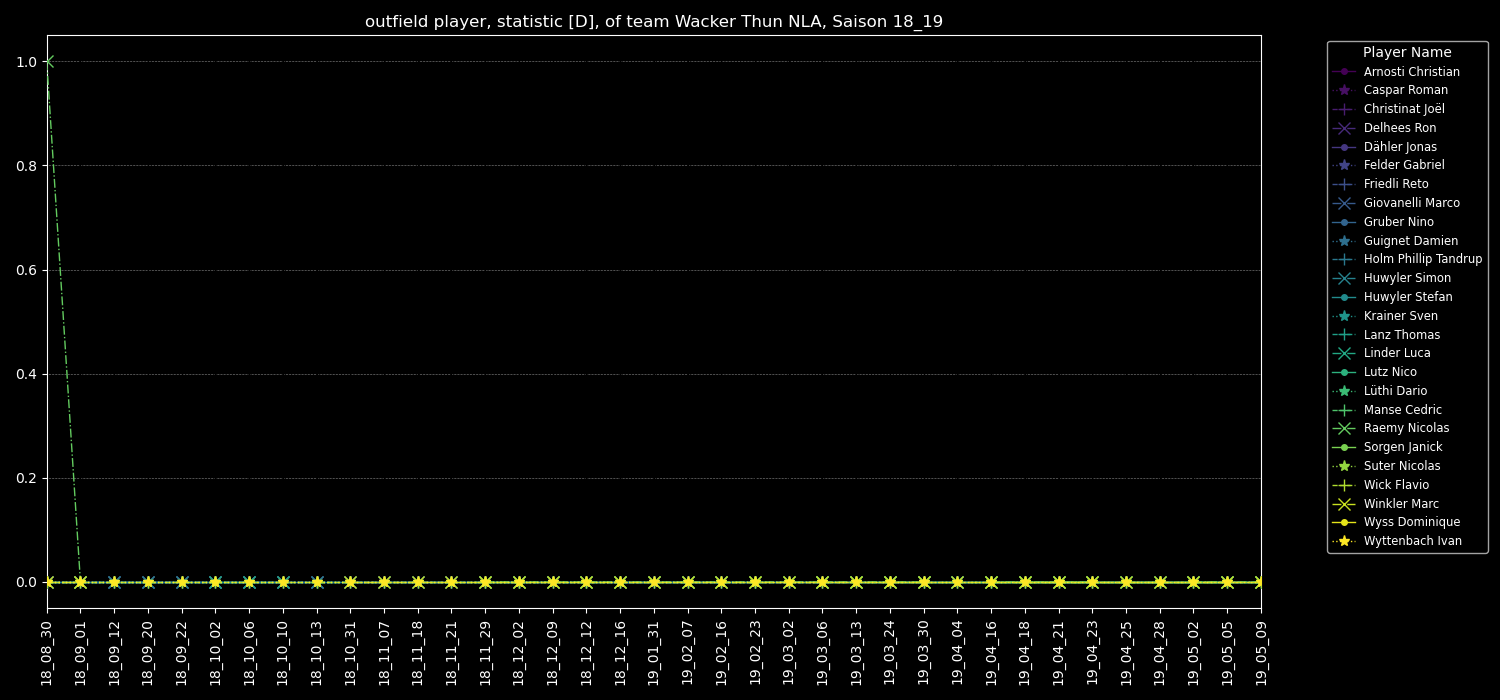 outfield player, statistic [D], of team Wacker Thun NLA, Saison 18_19
1.0
0.8
0.6
0.4
0.2
0.0
18_08_30
18_09_01
18_09_12
18_09_20
18_09_22
18_10_02
18_10_06
18_10_10
18_10_13
18_10_31
18_11_07
18_11_18
18_11_21
18_11_29
18_12_02
18_12_09
18_12_12
18_12_16
19_01_31
19_02_07
19_02_16
19_02_23
19_03_02
19_03_06
19_03_13
19_03_24
19_03_30
19_04_04
19_04_16
19_04_18
19_04_21
19_04_23
19_04_25
19_04_28
19_05_02
19_05_05
19_05_09
Player Name
Arnosti Christian
Caspar Roman
Christinat Joël
Delhees Ron
Dähler Jonas
Felder Gabriel
Friedli Reto
Giovanelli Marco
Gruber Nino
Guignet Damien
Holm Phillip Tandrup
Huwyler Simon
Huwyler Stefan
Krainer Sven
Lanz Thomas
Linder Luca
Lutz Nico
Lüthi Dario
Manse Cedric
Raemy Nicolas
Sorgen Janick
Suter Nicolas
Wick Flavio
Winkler Marc
Wyss Dominique
Wyttenbach Ivan